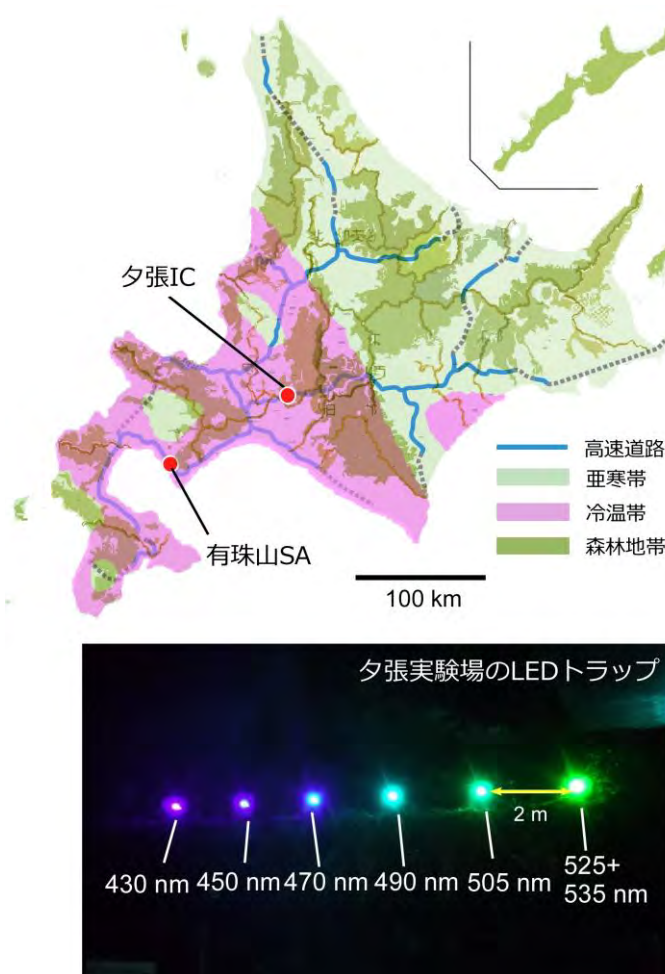 夕張IC
有珠山SA
高速道路
亜寒帯
冷温帯
森林地帯
100 km
夕張実験場のLEDトラップ
2 m
430 nm
450 nm
470 nm
490 nm
505 nm
525+
535 nm